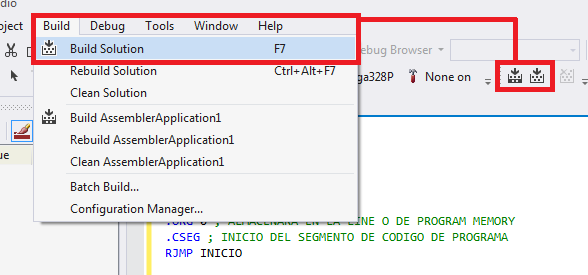 dio
oject
Build Debug Tools Window Help
Build Solution F7
Rebuild Solution Ctrl+Alt+F7
Clean Solution
Build AssemblerApplication1
Rebuild AssemblerApplication1
Clean AssemblerApplication1
Batch Build...
Configuration Manager...
ebug Browser
ga328P None on
ue
.ORG 0 ; ALMACENARA EN LA LINE O DE PROGRAM MEMORY
.CSEG ; INICIO DEL SEGMENTO DE CODIGO DE PROGRAMA
RJMP INICIO